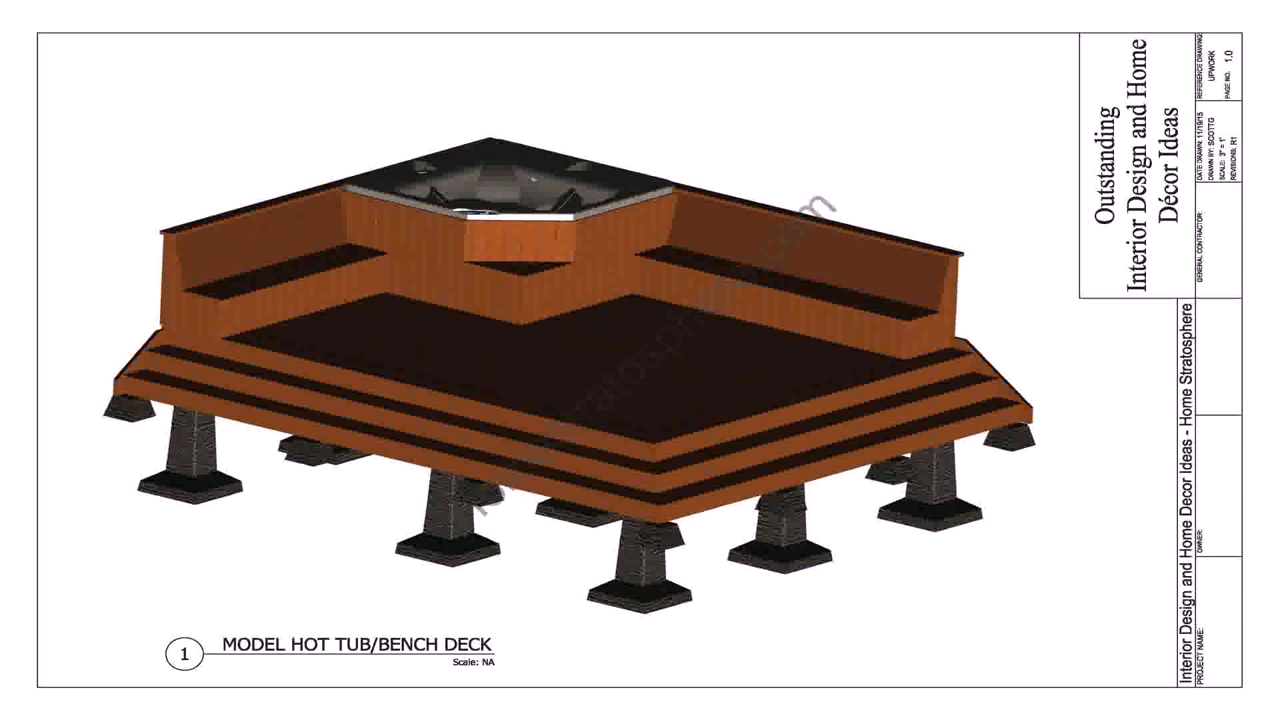 Outstanding
Interior Design and Home
Décor Ideas
REFERENCE DRAWING:
UPWORK
PAGE NO. 1.0
DATE DRAWN: 11/19/15
DRAWN BY: SCOTTG
SCALE: 3" = 1'
REVISIONS: R1
GENERAL CONTRACTOR:
Interior Design and Home Decor Ideas - Home Stratosphere
OWNER:
PROJECT NAME:
1
MODEL HOT TUB/BENCH DECK
Scale: NA